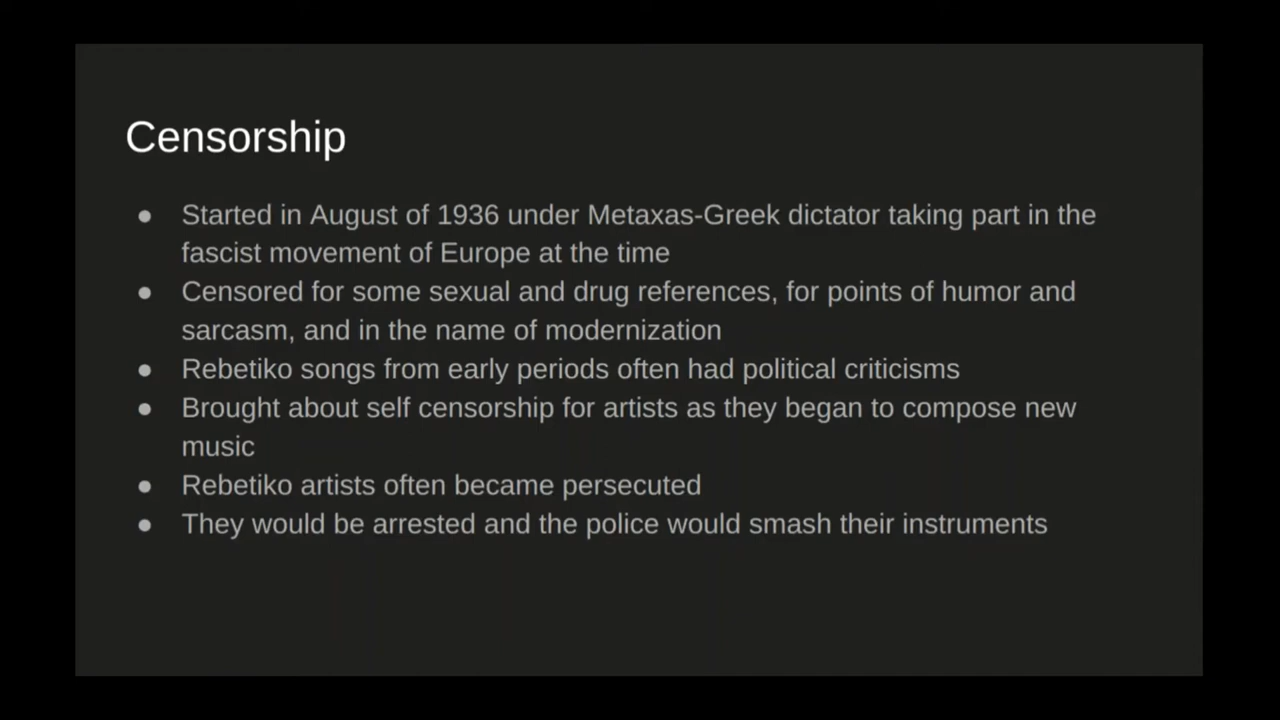 Censorship
● Started in August of 1936 under Metaxas-Greek dictator taking part in the
fascist movement of Europe at the time
● Censored for some sexual and drug references, for points of humor and
sarcasm, and in the name of modernization
● Rebetiko songs from early periods often had political criticisms
● Brought about self censorship for artists as they began to compose new
music
● Rebetiko artists often became persecuted
● They would be arrested and the police would smash their instruments